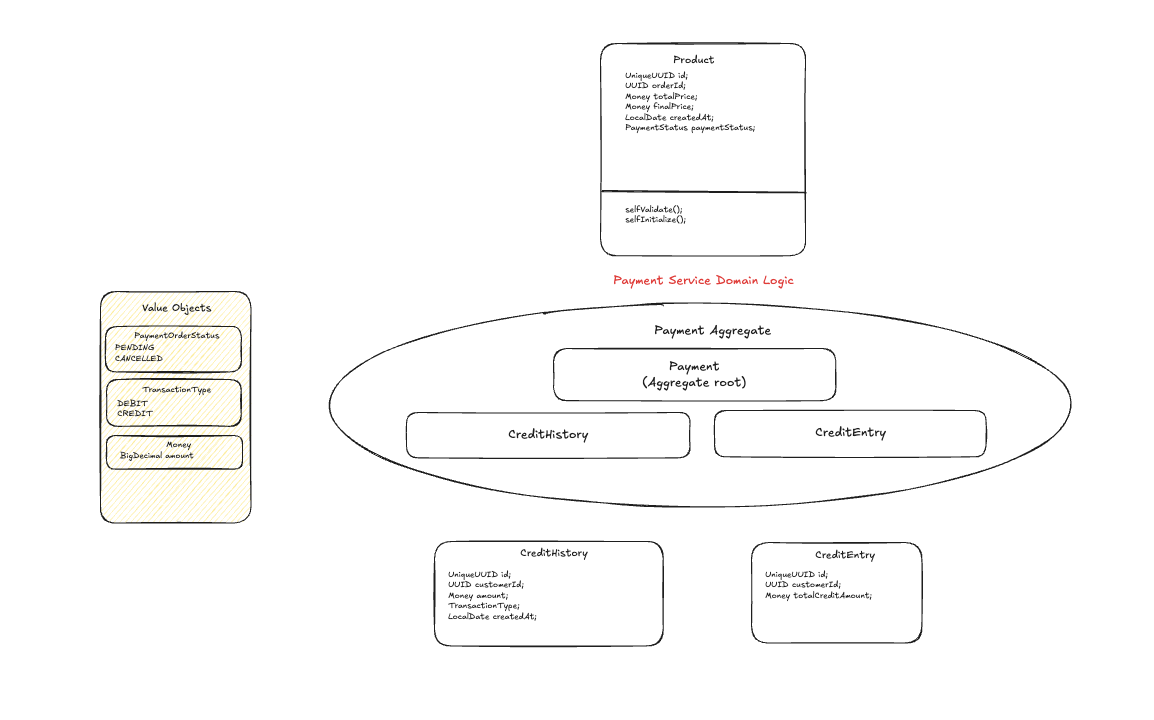 Product
UniqueUUID id;
UUID orderId;
Money totalPrice;
Money finalPrice;
LocalDate createdAt;
PaymentStatus paymentStatus;
selfValidate();
selfInitialize();
Payment Service Domain Logic
Value Objects
PaymentOrderStatus
PENDING
CANCELLED
TransactionType
DEBIT
CREDIT
Money
BigDecimal amount
Payment Aggregate
Payment
(Aggregate root)
CreditHistory
CreditEntry
CreditHistory
UniqueUUID id;
UUID customerId;
Money amount;
TransactionType;
LocalDate createdAt;
CreditEntry
UniqueUUID id;
UUID customerId;
Money totalCreditAmount;